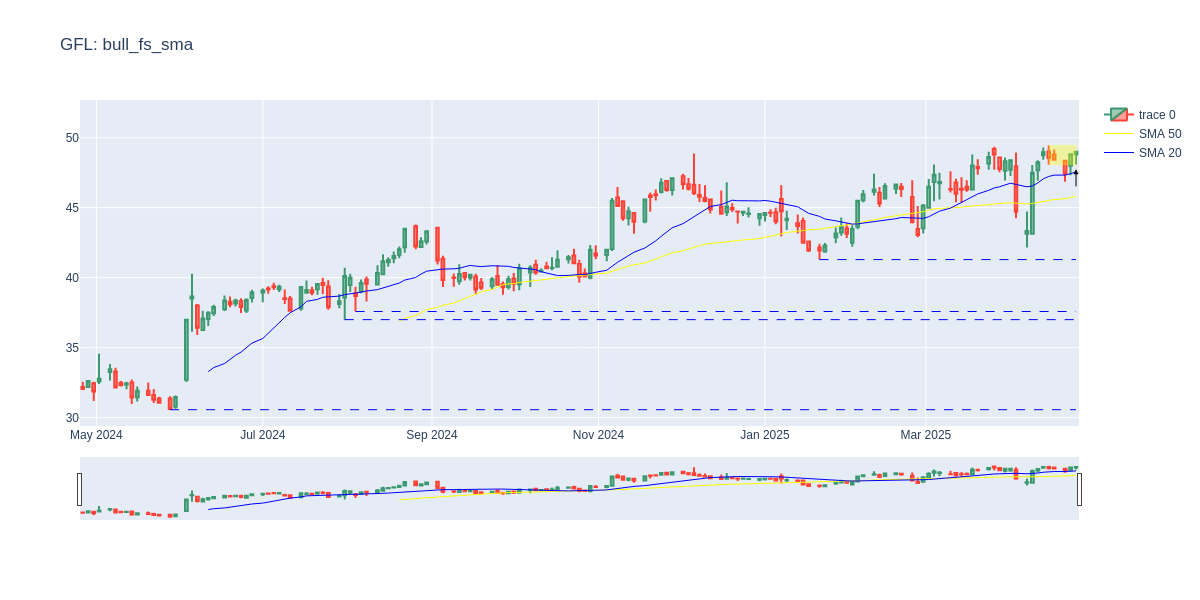 GFL: bull_fs_sma
trace 0
SMA 50
SMA 20
50
45
40
35
30
May 2024
Jul 2024
Sep 2024
Nov 2024
Jan 2025
Mar 2025